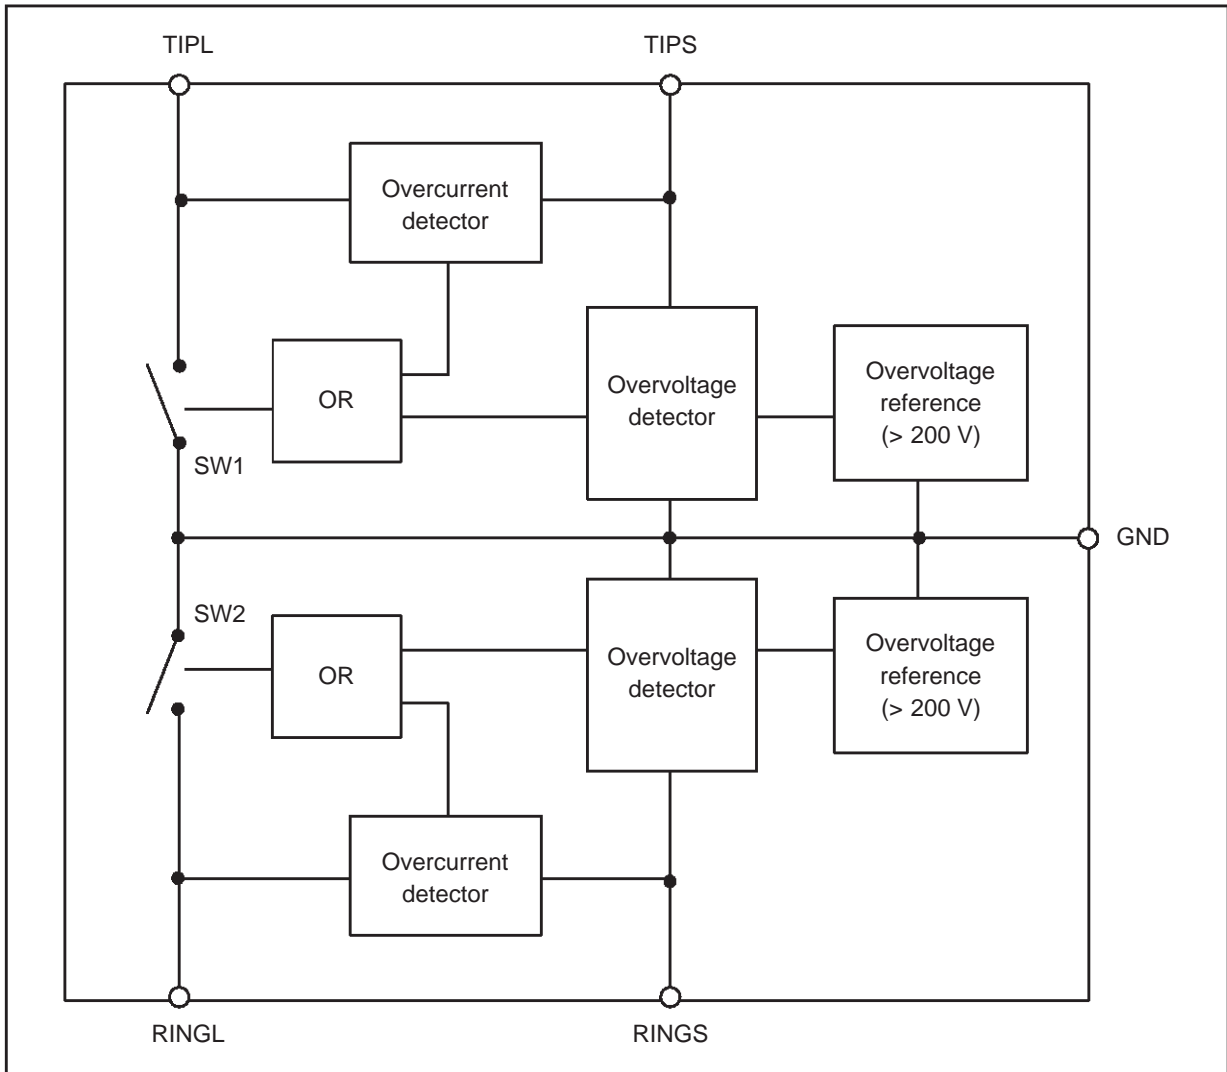 TIPL
TIPS
Overcurrent
detector
OR
Overvoltage
detector
Overvoltage
reference
(> 200 V)
SW1
GND
SW2
OR
Overvoltage
detector
Overvoltage
reference
(> 200 V)
Overcurrent
detector
RINGL
RINGS